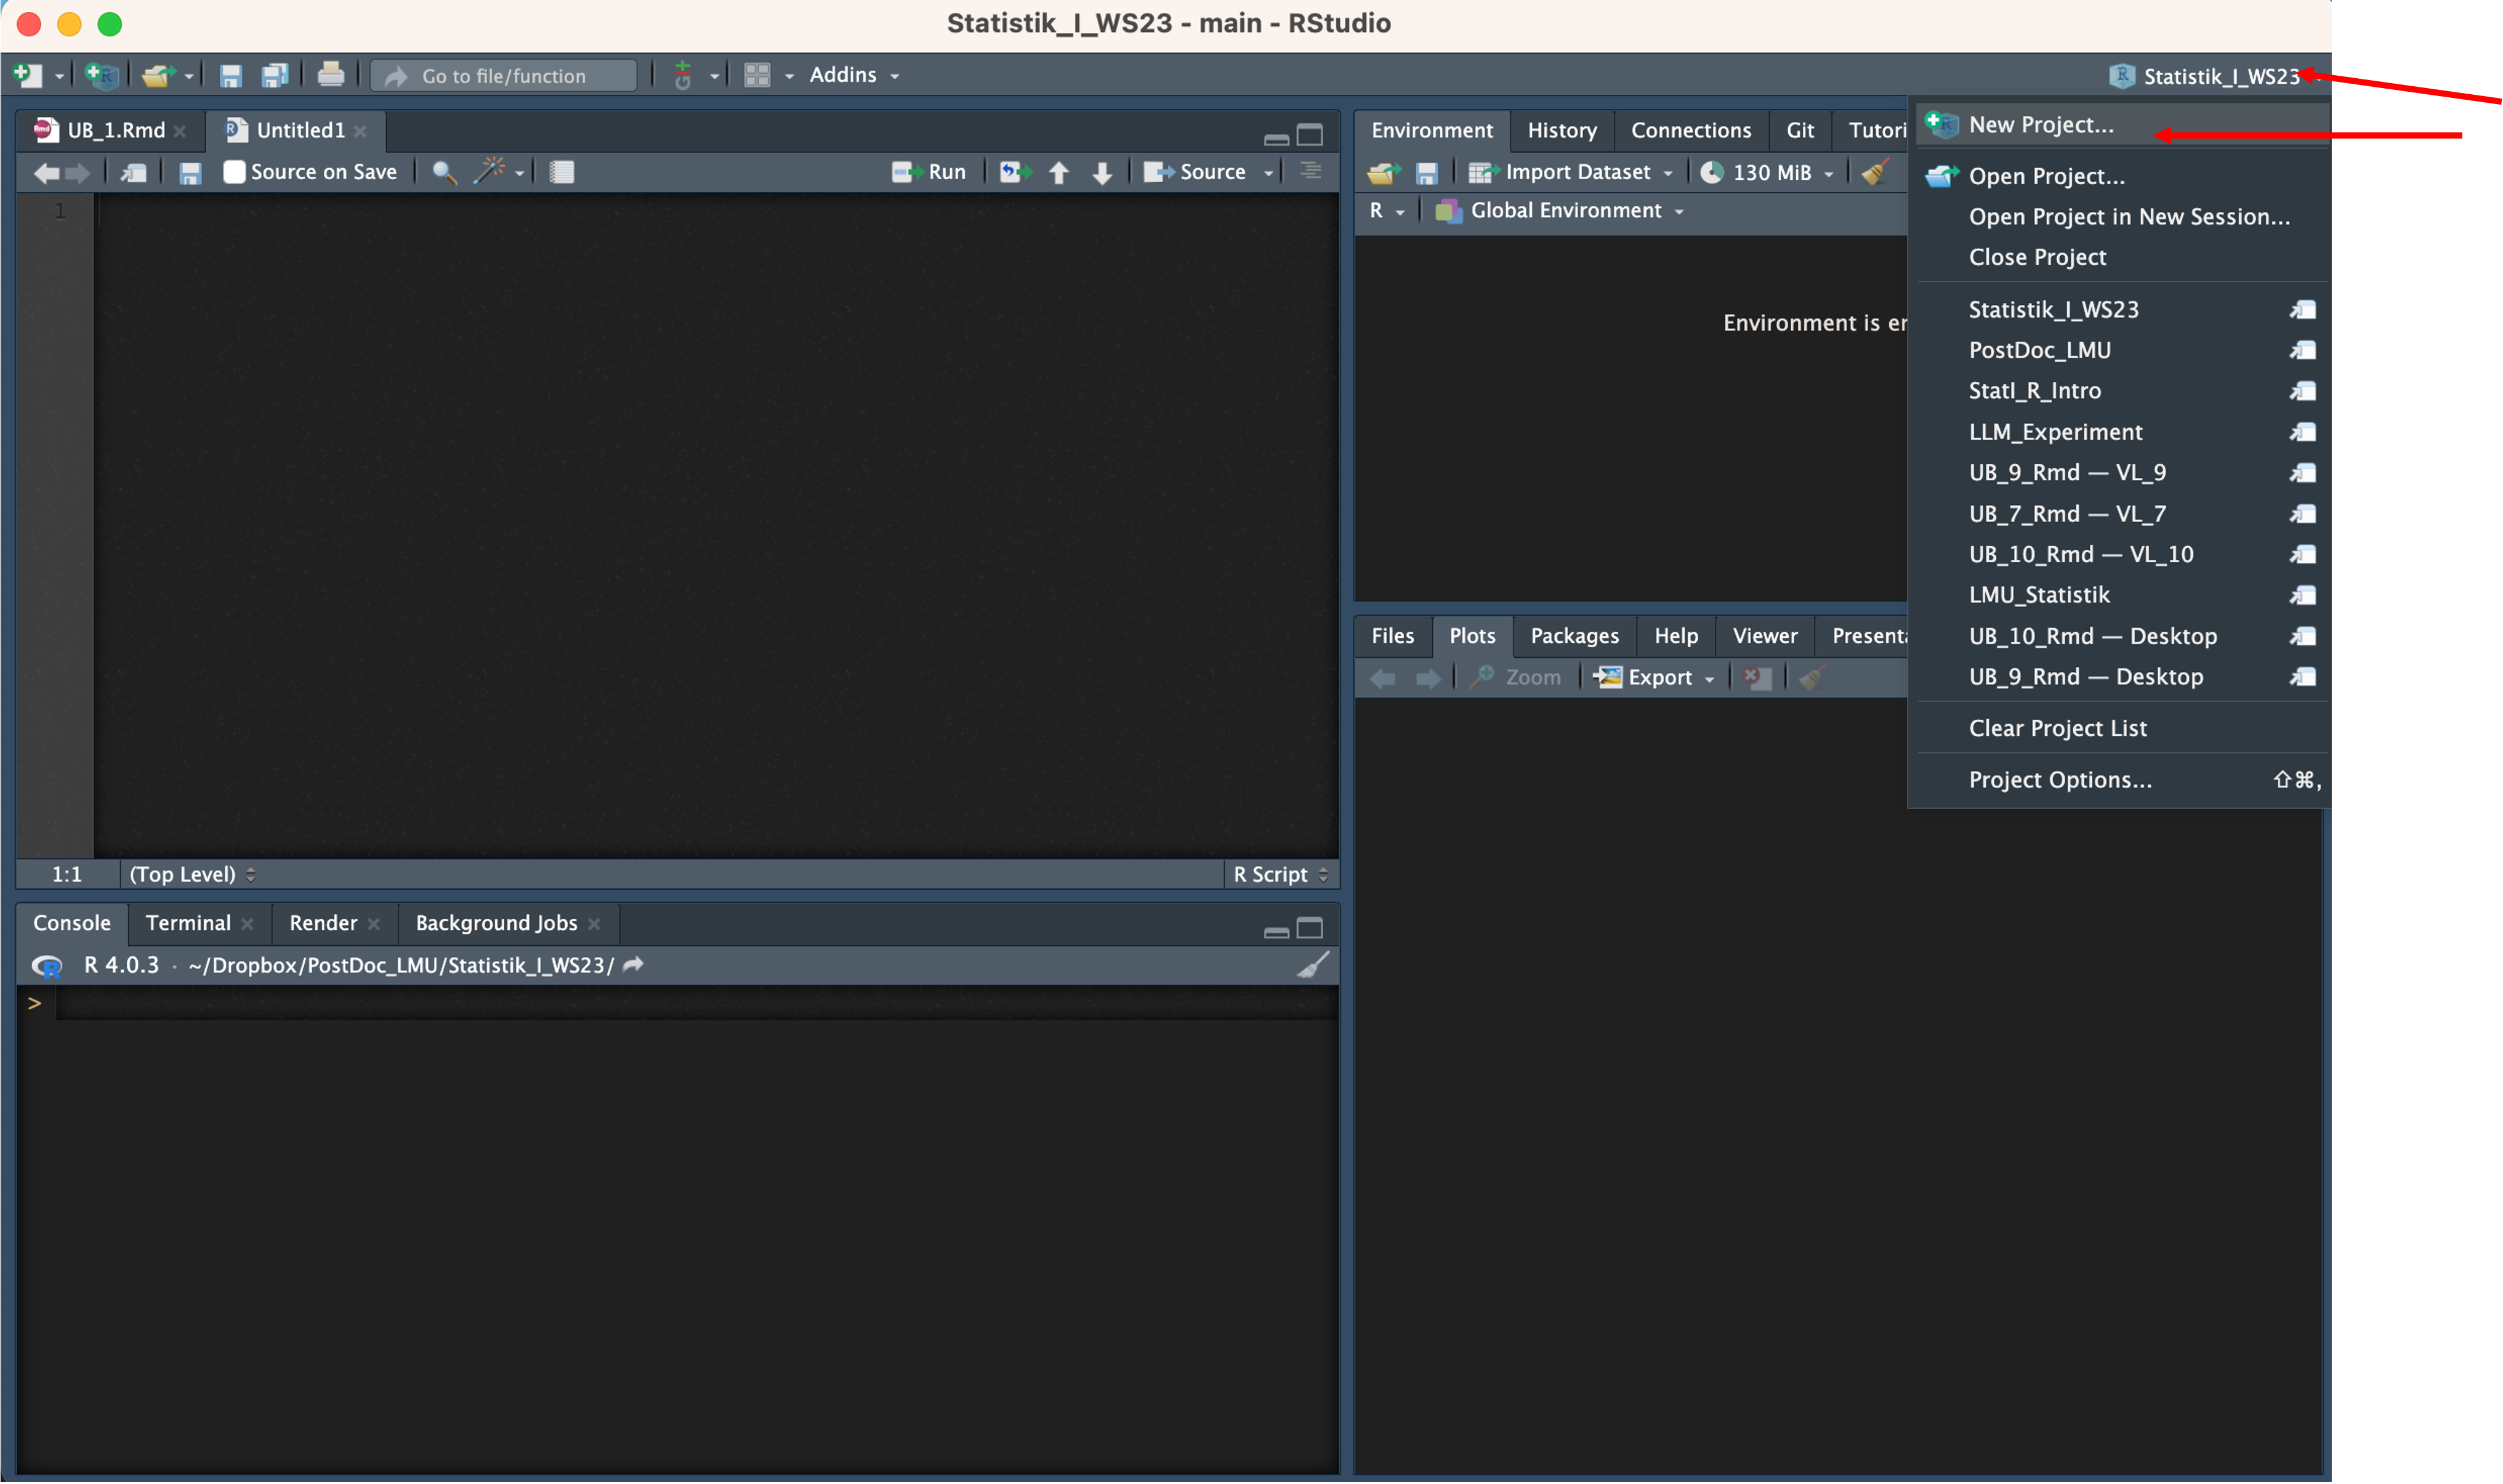 Statistik_I_WS23 - main - RStudio
Go to file/function
Addins
Statistik_I_WS23
UB_1.Rmd
Untitled1
Source on Save
Run
Source
1
1:1
(Top Level)
R Script
Console
Terminal
Render
Background Jobs
R 4.0.3 · ~/Dropbox/PostDoc_LMU/Statistik_I_WS23/
>
Environment
History
Connections
Git
Tutori
Import Dataset
130 MiB
R
Global Environment
Environment is
Files
Plots
Packages
Help
Viewer
Present
Zoom
Export
New Project...
Open Project...
Open Project in New Session...
Close Project
Statistik_I_WS23
PostDoc_LMU
StatI_R_Intro
LLM_Experiment
UB_9_Rmd — VL_9
UB_7_Rmd — VL_7
UB_10_Rmd — VL_10
LMU_Statistik
UB_10_Rmd — Desktop
UB_9_Rmd — Desktop
Clear Project List
Project Options...
⇧⌘,